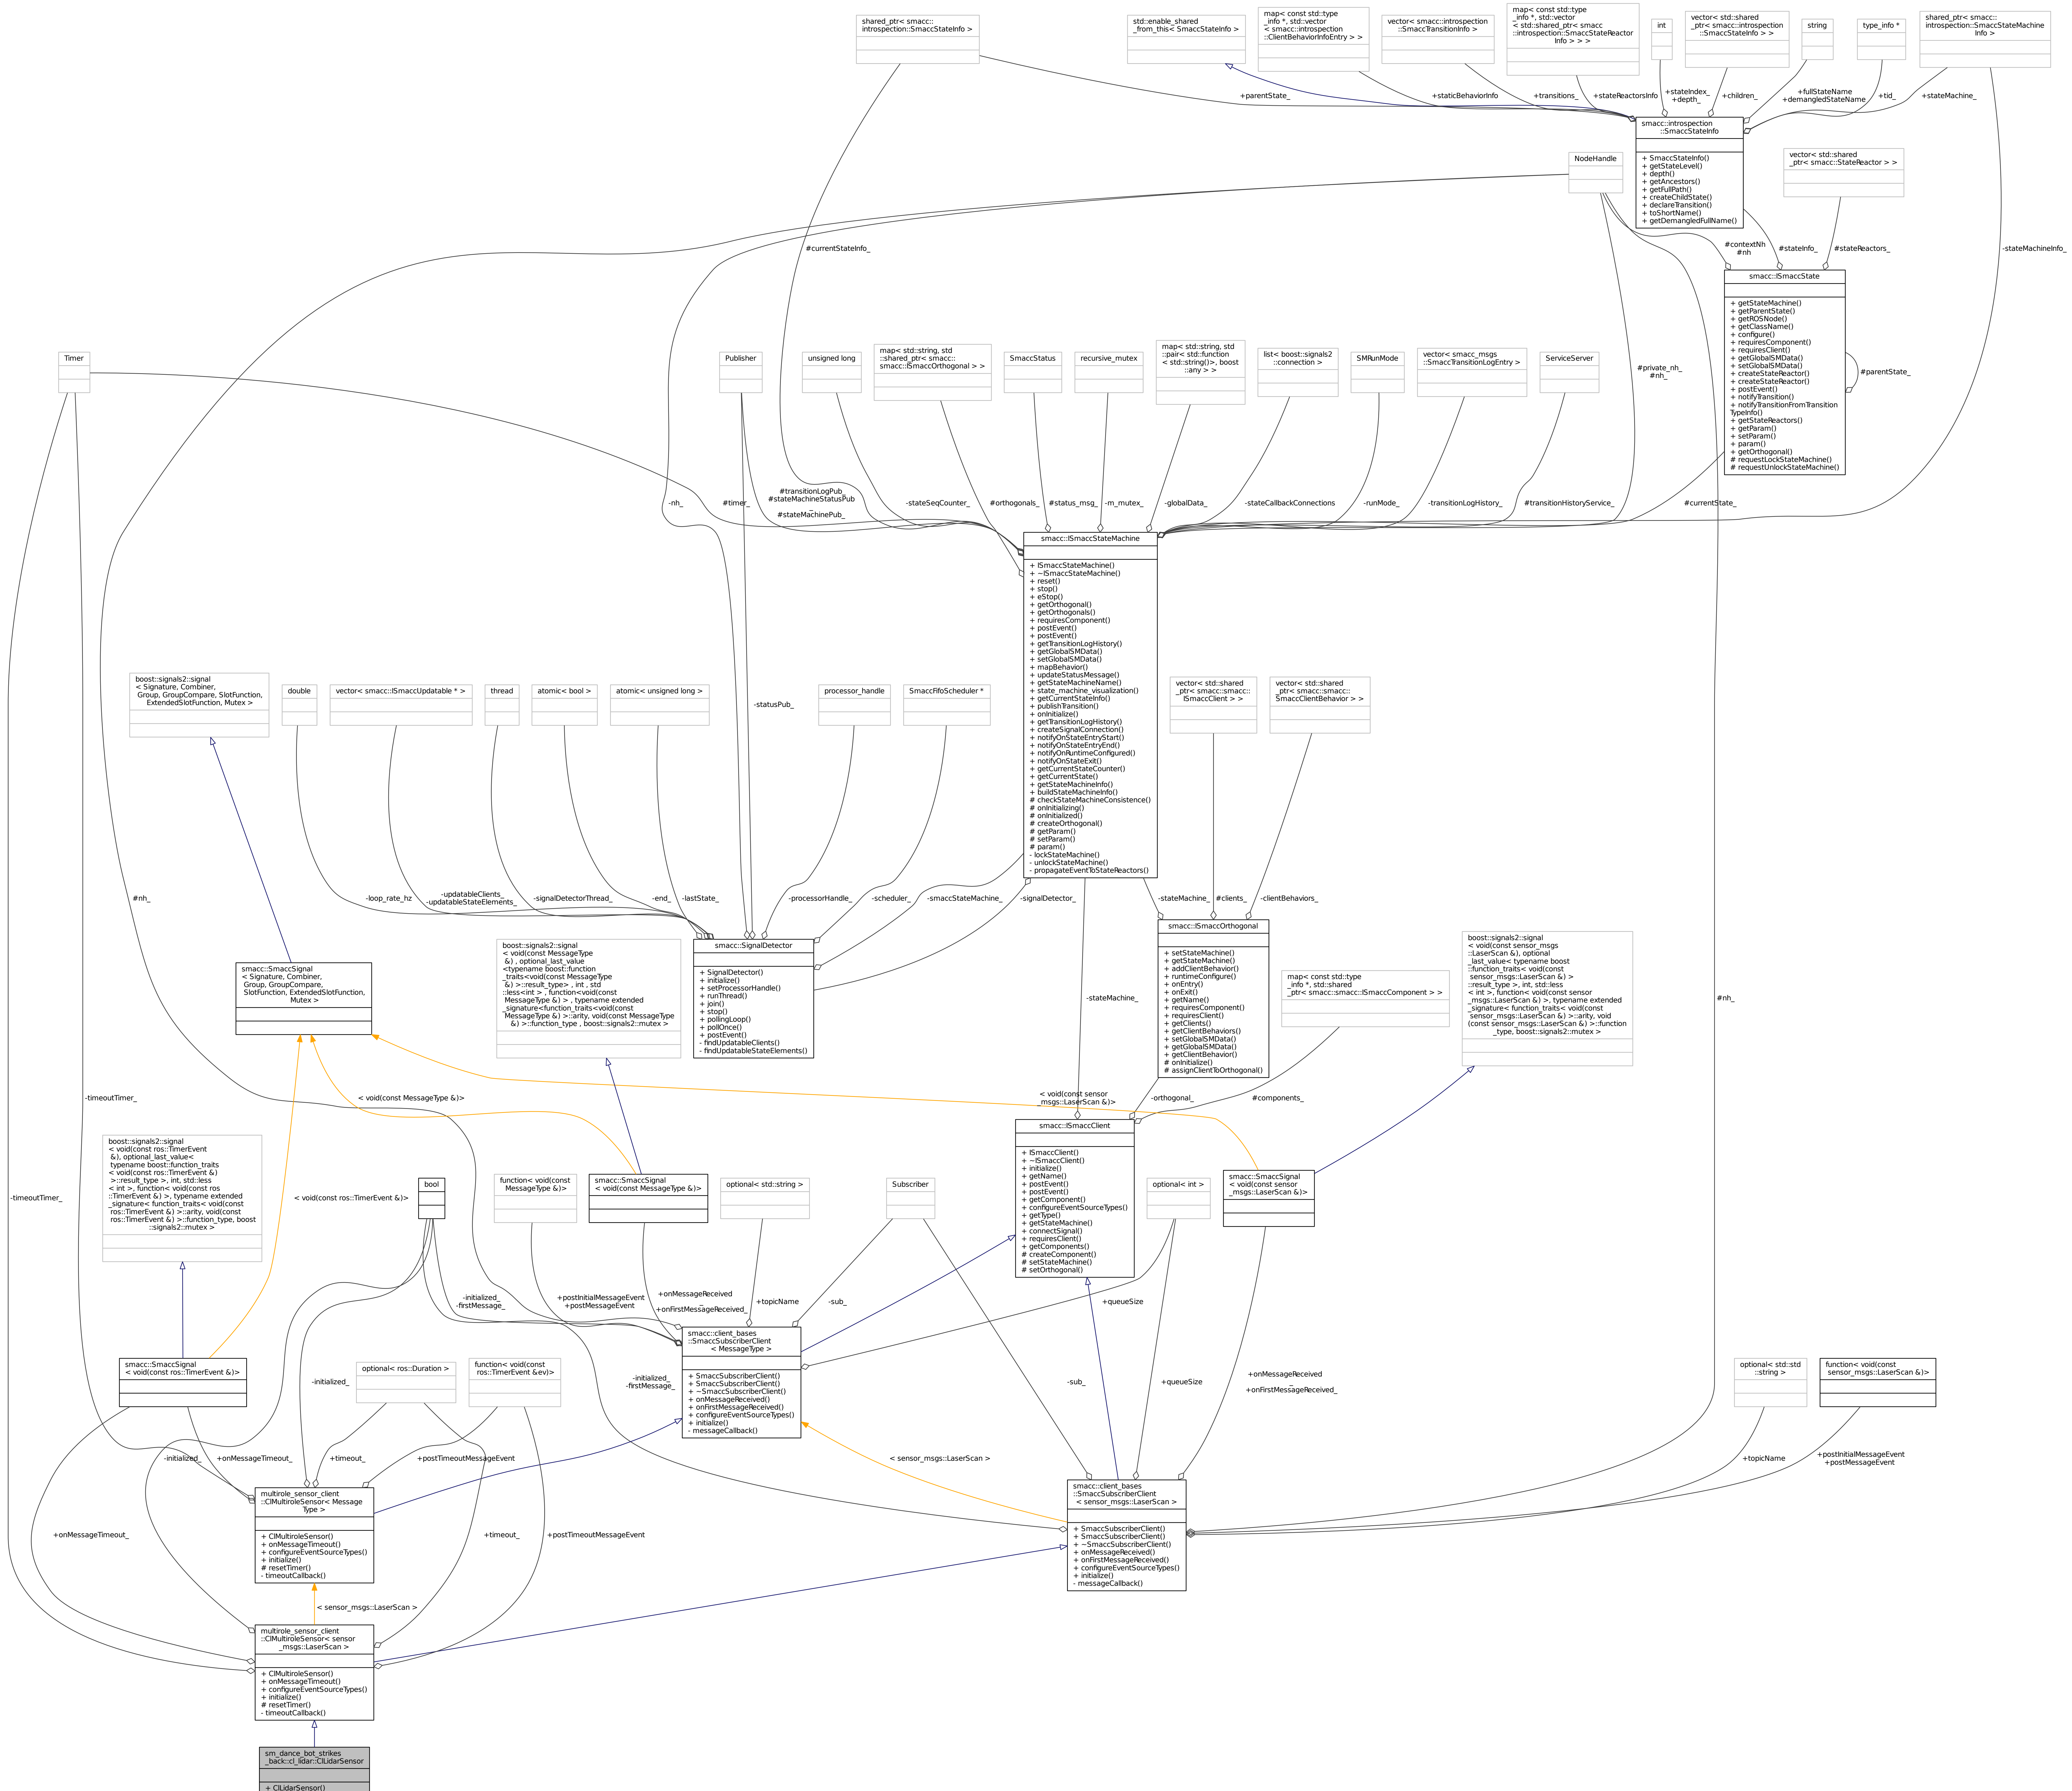 shared_ptr< smacc::
introspection::SmaccStateInfo >
std::enable_shared
_from_this< SmaccStateInfo >
map< const std::type
_info *, std::vector
< smacc::introspection
::ClientBehaviorInfoEntry > >
vector< smacc::introspection
::SmaccTransitionInfo >
map< const std::type
_info *, std::vector
< std::shared_ptr< smacc
::introspection::SmaccStateReactor
Info > > >
int
vector< std::shared
_ptr< smacc::introspection
::SmaccStateInfo > >
string
type_info *
shared_ptr< smacc::
introspection::SmaccStateMachine
Info >
+parentState_
+staticBehaviorInfo
+transitions_
+stateReactorsInfo
+stateIndex_
+depth_
+children_
+fullStateName
+demangledStateName
+tid_
+stateMachine_
smacc::introspection
::SmaccStateInfo
+ SmaccStateInfo()
+ getStateLevel()
+ depth()
+ getAncestors()
+ getFullPath()
+ createChildState()
+ declareTransition()
+ toShortName()
+ getDemangledFullName()
NodeHandle
vector< std::shared
_ptr< smacc::StateReactor > >
#currentStateInfo_
#contextNh
#nh
#stateInfo_
#stateReactors_
-stateMachineInfo_
smacc::ISmaccState
+ getStateMachine()
+ getParentState()
+ getROSNode()
+ getClassName()
+ configure()
+ requiresComponent()
+ requiresClient()
+ getGlobalSMData()
+ setGlobalSMData()
+ createStateReactor()
+ createStateReactor()
+ postEvent()
+ notifyTransition()
+ notifyTransitionFromTransition
TypeInfo()
+ getStateReactors()
+ getParam()
+ setParam()
+ param()
+ getOrthogonal()
# requestLockStateMachine()
# requestUnlockStateMachine()
#parentState_
Timer
Publisher
unsigned long
map< std::string, std
::shared_ptr< smacc::
smacc::ISmaccOrthogonal > >
SmaccStatus
recursive_mutex
map< std::string, std
::pair< std::function
< std::string()>, boost
::any > >
list< boost::signals2
::connection >
SMRunMode
vector< smacc_msgs
::SmaccTransitionLogEntry >
ServiceServer
#private_nh_
#nh_
-nh_
#timer_
#transitionLogPub_
#stateMachineStatusPub
_
#stateMachinePub_
-stateSeqCounter_
#orthogonals_
#status_msg_
-m_mutex_
-globalData_
-stateCallbackConnections
-runMode_
-transitionLogHistory_
#transitionHistoryService_
#currentState_
smacc::ISmaccStateMachine
+ ISmaccStateMachine()
+ ~ISmaccStateMachine()
+ reset()
+ stop()
+ eStop()
+ getOrthogonal()
+ getOrthogonals()
+ requiresComponent()
+ postEvent()
+ postEvent()
+ getTransitionLogHistory()
+ getGlobalSMData()
+ setGlobalSMData()
+ mapBehavior()
+ updateStatusMessage()
+ getStateMachineName()
+ state_machine_visualization()
+ getCurrentStateInfo()
+ publishTransition()
+ onInitialize()
+ getTransitionLogHistory()
+ createSignalConnection()
+ notifyOnStateEntryStart()
+ notifyOnStateEntryEnd()
+ notifyOnRuntimeConfigured()
+ notifyOnStateExit()
+ getCurrentStateCounter()
+ getCurrentState()
+ getStateMachineInfo()
+ buildStateMachineInfo()
# checkStateMachineConsistence()
# onInitializing()
# onInitialized()
# createOrthogonal()
# getParam()
# setParam()
# param()
- lockStateMachine()
- unlockStateMachine()
- propagateEventToStateReactors()
boost::signals2::signal
< Signature, Combiner,
Group, GroupCompare, SlotFunction,
ExtendedSlotFunction, Mutex >
double
vector< smacc::ISmaccUpdatable * >
thread
atomic< bool >
atomic< unsigned long >
-statusPub_
processor_handle
SmaccFifoScheduler *
vector< std::shared
_ptr< smacc::smacc::
ISmaccClient > >
vector< std::shared
_ptr< smacc::smacc::
SmaccClientBehavior > >
#nh_
-loop_rate_hz
-updatableClients_
-updatableStateElements_
-signalDetectorThread_
-end_
-lastState_
-processorHandle_
-scheduler_
-smaccStateMachine_
-signalDetector_
-stateMachine_
#clients_
-clientBehaviors_
smacc::SmaccSignal
< Signature, Combiner,
Group, GroupCompare,
SlotFunction, ExtendedSlotFunction,
Mutex >
boost::signals2::signal
< void(const MessageType
&) , optional_last_value
<typename boost::function
_traits<void(const MessageType
&) >::result_type> , int , std
::less<int > , function<void(const
MessageType &) > , typename extended
_signature<function_traits<void(const
MessageType &) >::arity, void(const MessageType
&) >::function_type , boost::signals2::mutex >
smacc::SignalDetector
+ SignalDetector()
+ initialize()
+ setProcessorHandle()
+ runThread()
+ join()
+ stop()
+ pollingLoop()
+ pollOnce()
+ postEvent()
- findUpdatableClients()
- findUpdatableStateElements()
smacc::ISmaccOrthogonal
+ setStateMachine()
+ getStateMachine()
+ addClientBehavior()
+ runtimeConfigure()
+ onEntry()
+ onExit()
+ getName()
+ requiresComponent()
+ requiresClient()
+ getClients()
+ getClientBehaviors()
+ setGlobalSMData()
+ getGlobalSMData()
+ getClientBehavior()
# onInitialize()
# assignClientToOrthogonal()
map< const std::type
_info *, std::shared
_ptr< smacc::smacc::ISmaccComponent > >
boost::signals2::signal
< void(const sensor_msgs
::LaserScan &), optional
_last_value< typename boost
::function_traits< void(const
sensor_msgs::LaserScan &) >
::result_type >, int, std::less
< int >, function< void(const sensor
_msgs::LaserScan &) >, typename extended
_signature< function_traits< void(const
sensor_msgs::LaserScan &) >::arity, void
(const sensor_msgs::LaserScan &) >::function
_type, boost::signals2::mutex >
-stateMachine_
#nh_
-timeoutTimer_
< void(const MessageType &)>
< void(const sensor
_msgs::LaserScan &)>
-orthogonal_
#components_
boost::signals2::signal
< void(const ros::TimerEvent
&), optional_last_value<
typename boost::function_traits
< void(const ros::TimerEvent &)
>::result_type >, int, std::less
< int >, function< void(const ros
::TimerEvent &) >, typename extended
_signature< function_traits< void(const
ros::TimerEvent &) >::arity, void(const
ros::TimerEvent &) >::function_type, boost
::signals2::mutex >
-timeoutTimer_
< void(const ros::TimerEvent &)>
bool
function< void(const
MessageType &)>
smacc::SmaccSignal
< void(const MessageType &)>
optional< std::string >
Subscriber
smacc::ISmaccClient
+ ISmaccClient()
+ ~ISmaccClient()
+ initialize()
+ getName()
+ postEvent()
+ postEvent()
+ getComponent()
+ configureEventSourceTypes()
+ getType()
+ getStateMachine()
+ connectSignal()
+ requiresClient()
+ getComponents()
# createComponent()
# setStateMachine()
# setOrthogonal()
optional< int >
smacc::SmaccSignal
< void(const sensor
_msgs::LaserScan &)>
-initialized_
-firstMessage_
+postInitialMessageEvent
+postMessageEvent
+onMessageReceived
_
+onFirstMessageReceived_
+topicName
-sub_
+queueSize
smacc::SmaccSignal
< void(const ros::TimerEvent &)>
optional< ros::Duration >
function< void(const
ros::TimerEvent &ev)>
smacc::client_bases
::SmaccSubscriberClient
< MessageType >
+ SmaccSubscriberClient()
+ SmaccSubscriberClient()
+ ~SmaccSubscriberClient()
+ onMessageReceived()
+ onFirstMessageReceived()
+ configureEventSourceTypes()
+ initialize()
- messageCallback()
-initialized_
-initialized_
-firstMessage_
-sub_
+queueSize
+onMessageReceived
_
+onFirstMessageReceived_
optional< std::std
::string >
function< void(const
sensor_msgs::LaserScan &)>
-initialized_
+onMessageTimeout_
+timeout_
+postTimeoutMessageEvent
< sensor_msgs::LaserScan >
+topicName
+postInitialMessageEvent
+postMessageEvent
multirole_sensor_client
::ClMultiroleSensor< Message
Type >
+ ClMultiroleSensor()
+ onMessageTimeout()
+ configureEventSourceTypes()
+ initialize()
# resetTimer()
- timeoutCallback()
smacc::client_bases
::SmaccSubscriberClient
< sensor_msgs::LaserScan >
+ SmaccSubscriberClient()
+ SmaccSubscriberClient()
+ ~SmaccSubscriberClient()
+ onMessageReceived()
+ onFirstMessageReceived()
+ configureEventSourceTypes()
+ initialize()
- messageCallback()
+onMessageTimeout_
+timeout_
+postTimeoutMessageEvent
< sensor_msgs::LaserScan >
multirole_sensor_client
::ClMultiroleSensor< sensor
_msgs::LaserScan >
+ ClMultiroleSensor()
+ onMessageTimeout()
+ configureEventSourceTypes()
+ initialize()
# resetTimer()
- timeoutCallback()
sm_dance_bot_strikes
_back::cl_lidar::ClLidarSensor
+ ClLidarSensor()